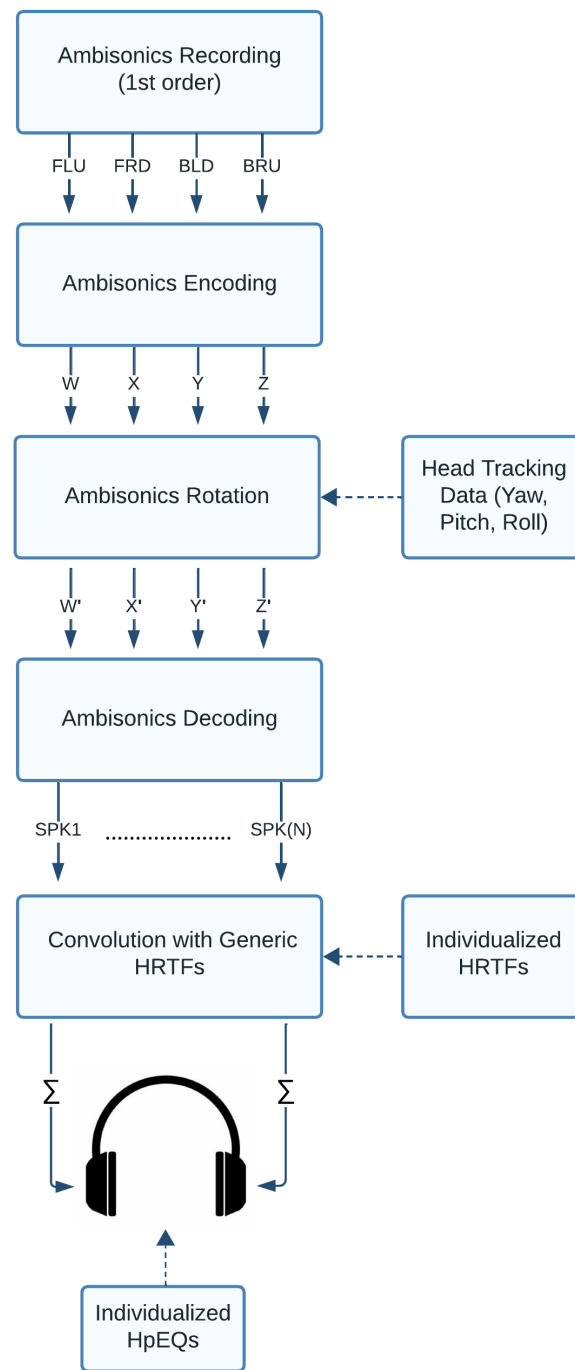 Ambisonics Recording
(1st order)
FLU FRD BLD BRU
Ambisonics Encoding
W X Y Z
Ambisonics Rotation
Head Tracking
Data (Yaw,
Pitch, Roll)
W' X' Y' Z'
Ambisonics Decoding
SPK1 ..................... SPK(N)
Convolution with Generic
HRTFs
Individualized
HRTFs
∑ ∑
Individualized
HpEQs